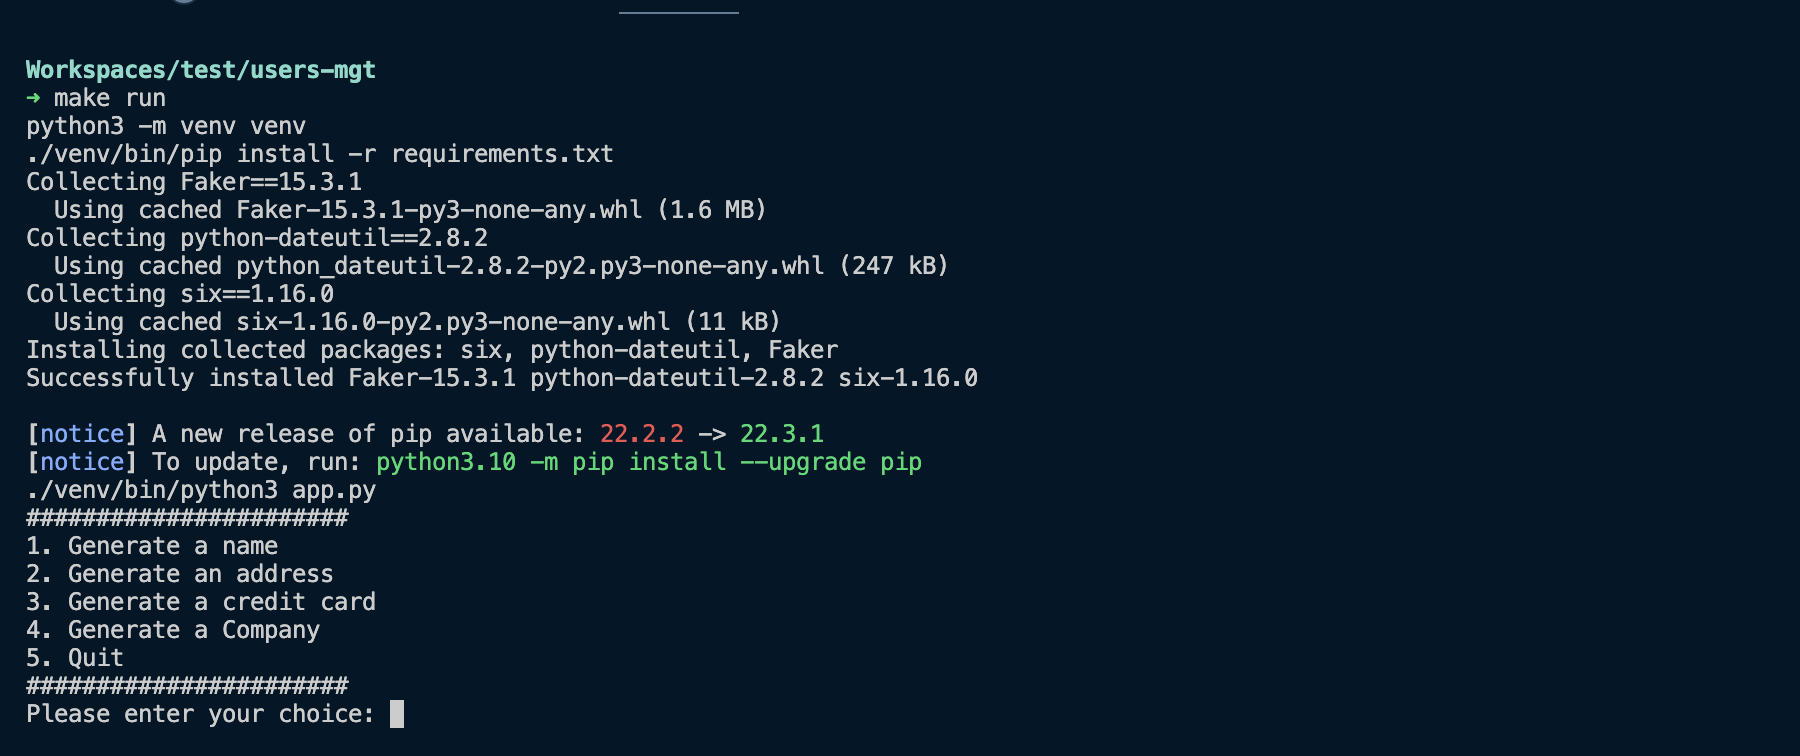 Workspaces/test/users-mgt
→ make run
python3 -m venv venv
./venv/bin/pip install -r requirements.txt
Collecting Faker==15.3.1
  Using cached Faker-15.3.1-py3-none-any.whl (1.6 MB)
Collecting python-dateutil==2.8.2
  Using cached python_dateutil-2.8.2-py2.py3-none-any.whl (247 kB)
Collecting six==1.16.0
  Using cached six-1.16.0-py2.py3-none-any.whl (11 kB)
Installing collected packages: six, python-dateutil, Faker
Successfully installed Faker-15.3.1 python-dateutil-2.8.2 six-1.16.0
[notice] A new release of pip available: 22.2.2 -> 22.3.1
[notice] To update, run: python3.10 -m pip install --upgrade pip
./venv/bin/python3 app.py
#######################
1. Generate a name
2. Generate an address
3. Generate a credit card
4. Generate a Company
5. Quit
#######################
Please enter your choice: